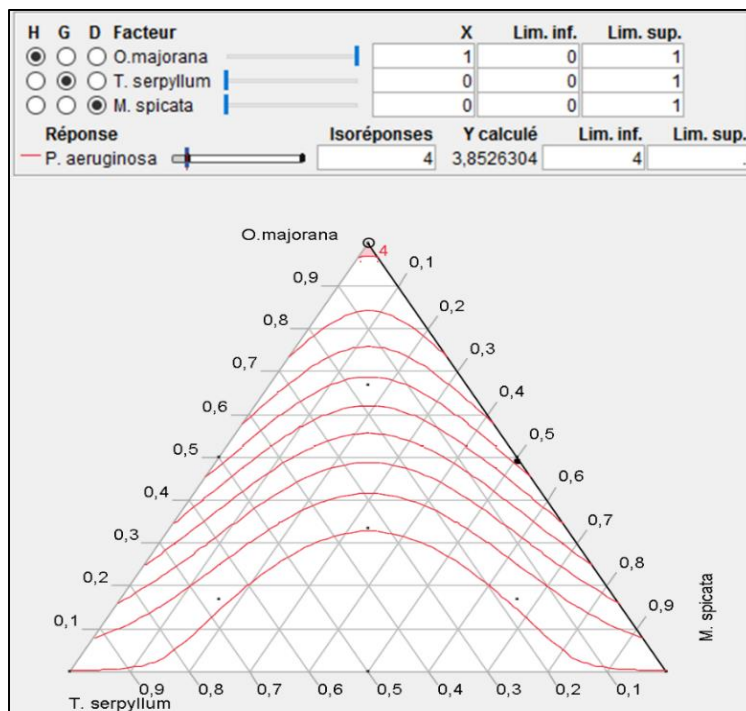 H G D Facteur X Lim. inf. Lim. sup.
O.majorana 1 0 1
T. serpyllum 0 0 1
M. spicata 0 0 1
Réponse Isoréponses Y calculé Lim. inf. Lim. sup.
P. aeruginosa 4 3,8526304 4 .
O.majorana
4
0,9 0,1
0,8 0,2
0,7 0,3
0,6 0,4
0,5 0,5
0,4 0,6
0,3 0,7
0,2 0,8
0,1 0,9
M. spicata
0,9 0,8 0,7 0,6 0,5 0,4 0,3 0,2 0,1
T. serpyllum